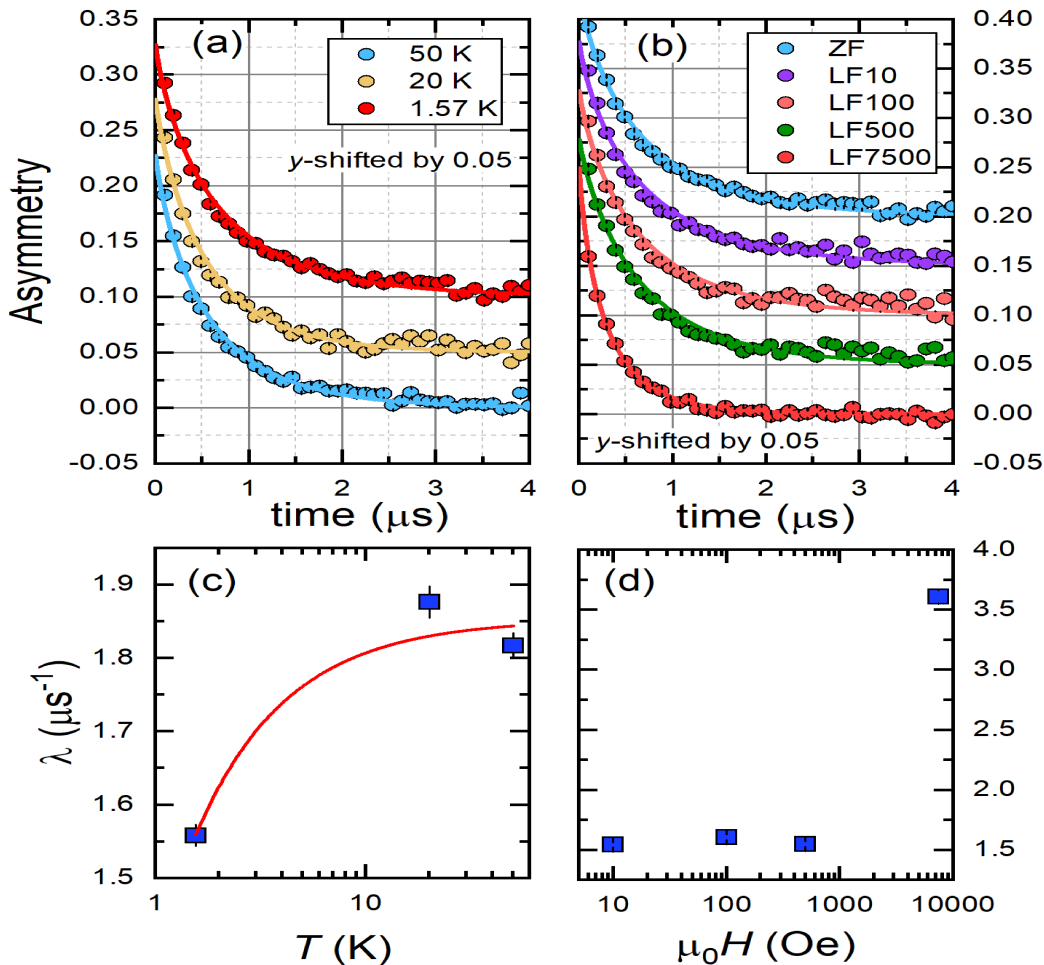 (a)
50 K
20 K
1.57 K
y-shifted by 0.05
0.35
0.30
0.25
0.20
0.15
0.10
0.05
0.00
-0.05
Asymmetry
0 1 2 3 4
time (μs)
(b)
ZF
LF10
LF100
LF500
LF7500
y-shifted by 0.05
0.40
0.35
0.30
0.25
0.20
0.15
0.10
0.05
0.00
-0.05
0 1 2 3 4
time (μs)
(c)
1.9
1.8
1.7
1.6
1.5
λ (μs⁻¹)
1 10
T (K)
(d)
4.0
3.5
3.0
2.5
2.0
1.5
10 100 1000 10000
μ₀H (Oe)